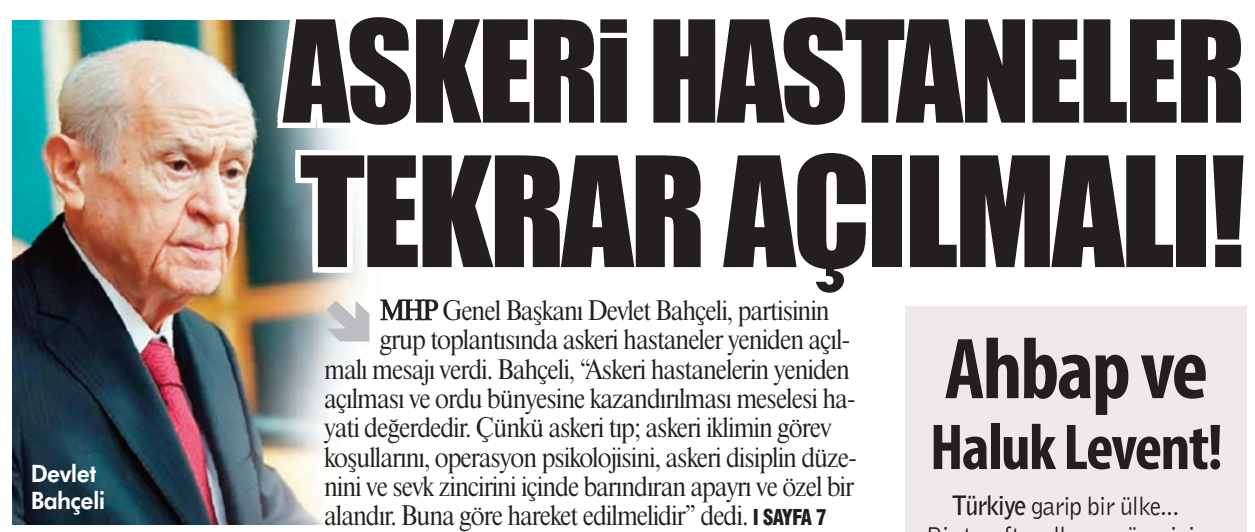 ASKERİ HASTANELER
TEKRAR AÇILMALI!
MHP Genel Başkanı Devlet Bahçeli, partisinin
grup toplantısında askeri hastaneler yeniden açıl-
malı mesajı verdi. Bahçeli, “Askeri hastanelerin yeniden
açılması ve ordu bünyesine kazandırılması meselesi ha-
yati değerdedir. Çünkü askeri tıp; askeri iklimin görev
koşullarını, operasyon psikolojisini, askeri disiplin düze-
nini ve sevk zincirini içinde barındıran apayrı ve özel bir
alandır. Buna göre hareket edilmelidir” dedi. I SAYFA 7
Devlet
Bahçeli
Ahbap ve
Haluk Levent!
Türkiye garip bir ülke...